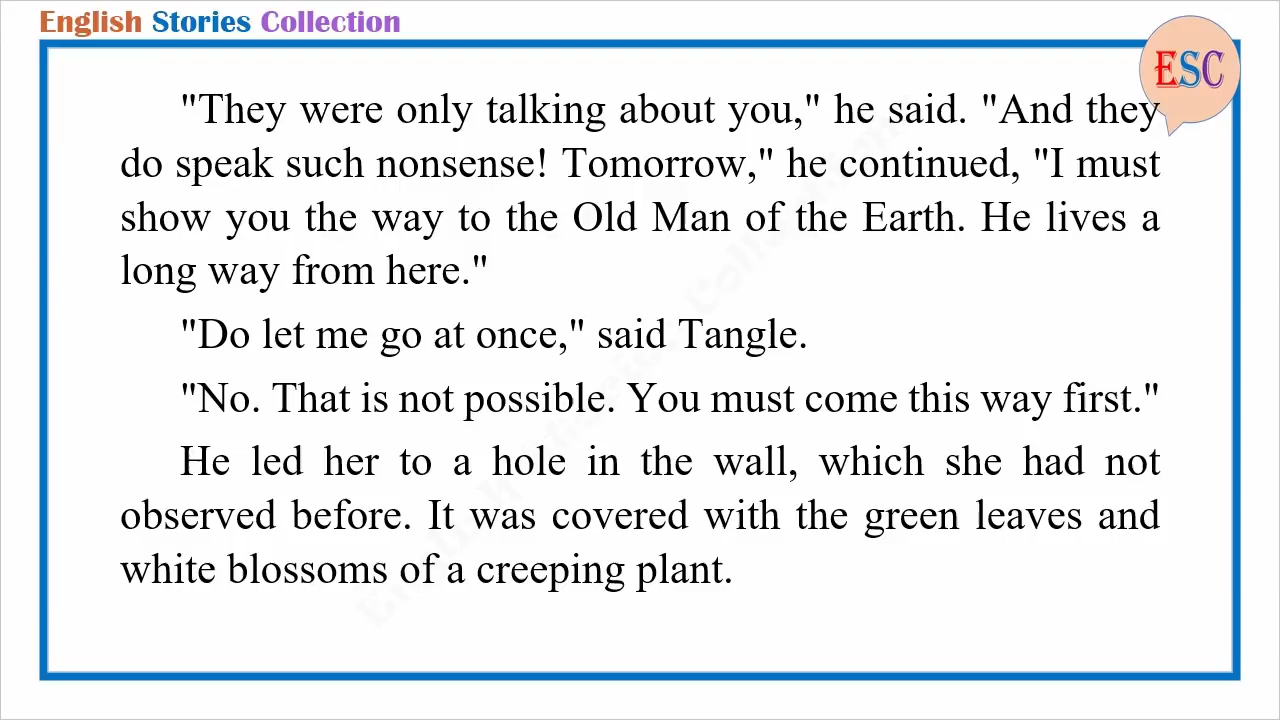 English Stories Collection
ESC
"They were only talking about you," he said. "And they
do speak such nonsense! Tomorrow," he continued, "I must
show you the way to the Old Man of the Earth. He lives a
long way from here."
"Do let me go at once," said Tangle.
"No. That is not possible. You must come this way first."
He led her to a hole in the wall, which she had not
observed before. It was covered with the green leaves and
white blossoms of a creeping plant.